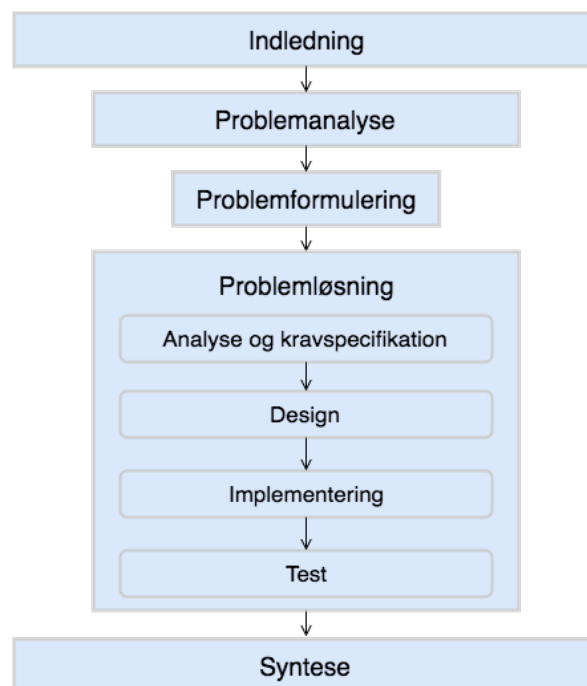 Indledning
Problemanalyse
Problemformulering
Problemløsning
Analyse og kravspecifikation
Design
Implementering
Test
Syntese